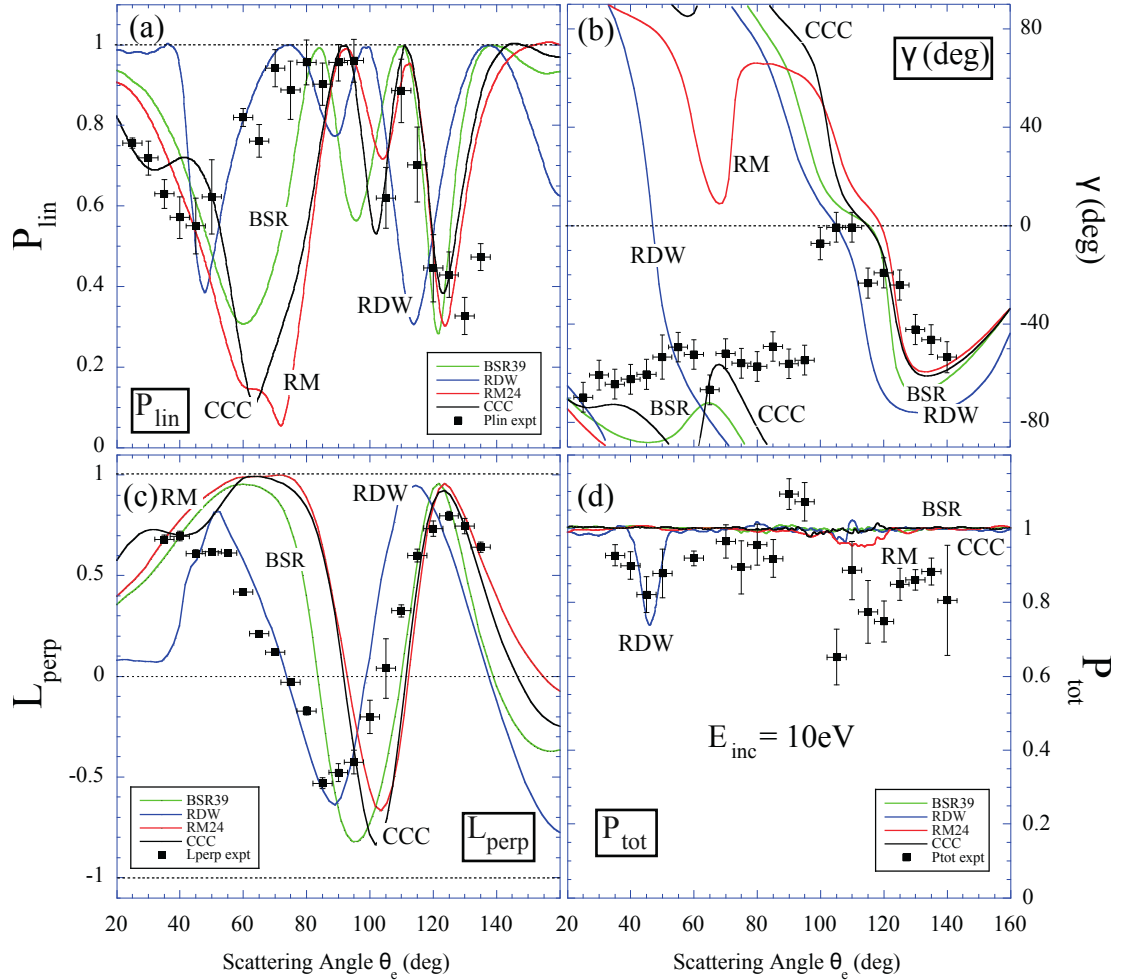 (a)
P_lin
1
0.8
0.6
0.4
0.2
0
BSR
RDW
CCC
RM
P_lin
BSR39
RDW
RM24
CCC
Plin expt
(b)
CCC
γ (deg)
80
40
0
-40
-80
γ (deg)
RM
RDW
BSR
CCC
BSR
RDW
(c)
L_perp
1
0.5
0
-0.5
-1
RM
RDW
BSR
CCC
BSR39
RDW
RM24
CCC
Lperp expt
L_perp
20 40 60 80 100 120 140
Scattering Angle θ_e (deg)
(d)
BSR
CCC
RM
RDW
E_inc = 10eV
P_tot
BSR39
RDW
RM24
CCC
Ptot expt
1
0.8
0.6
0.4
0.2
0
P_tot
20 40 60 80 100 120 140 160
Scattering Angle θ_e (deg)